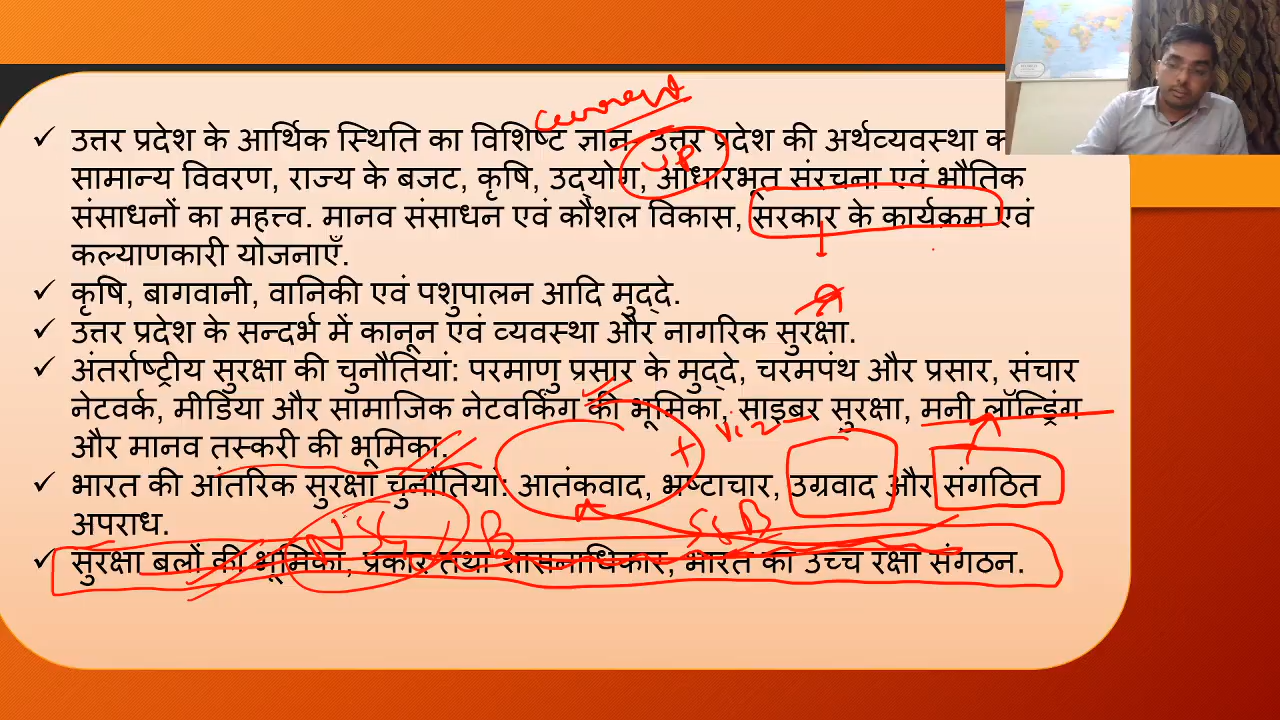 Current
उत्तर प्रदेश के आर्थिक स्थिति का विशिष्ट ज्ञान, उत्तर प्रदेश की अर्थव्यवस्था
UP
सामान्य विवरण, राज्य के बजट, कृषि, उद्योग, आधारभूत संरचना एवं भौतिक
संसाधनों का महत्त्व. मानव संसाधन एवं कौशल विकास, सरकार के कार्यक्रम एवं
कल्याणकारी योजनाएँ.
कृषि, बागवानी, वानिकी एवं पशुपालन आदि मुद्दे.
उत्तर प्रदेश के सन्दर्भ में कानून एवं व्यवस्था और नागरिक सुरक्षा.
अंतर्राष्ट्रीय सुरक्षा की चुनौतियां: परमाणु प्रसार के मुद्दे, चरमपंथ और प्रसार, संचार
नेटवर्क, मीडिया और सामाजिक नेटवर्किंग की भूमिका, साइबर सुरक्षा, मनी लॉन्ड्रिंग
और मानव तस्करी की भूमिका.
भारत की आंतरिक सुरक्षा चुनौतियां: आतंकवाद, भ्रष्टाचार, उग्रवाद और संगठित
अपराध.
सुरक्षा बलों की भूमिका, प्रकार तथा शासनाधिकार, भारत का उच्च रक्षा संगठन.